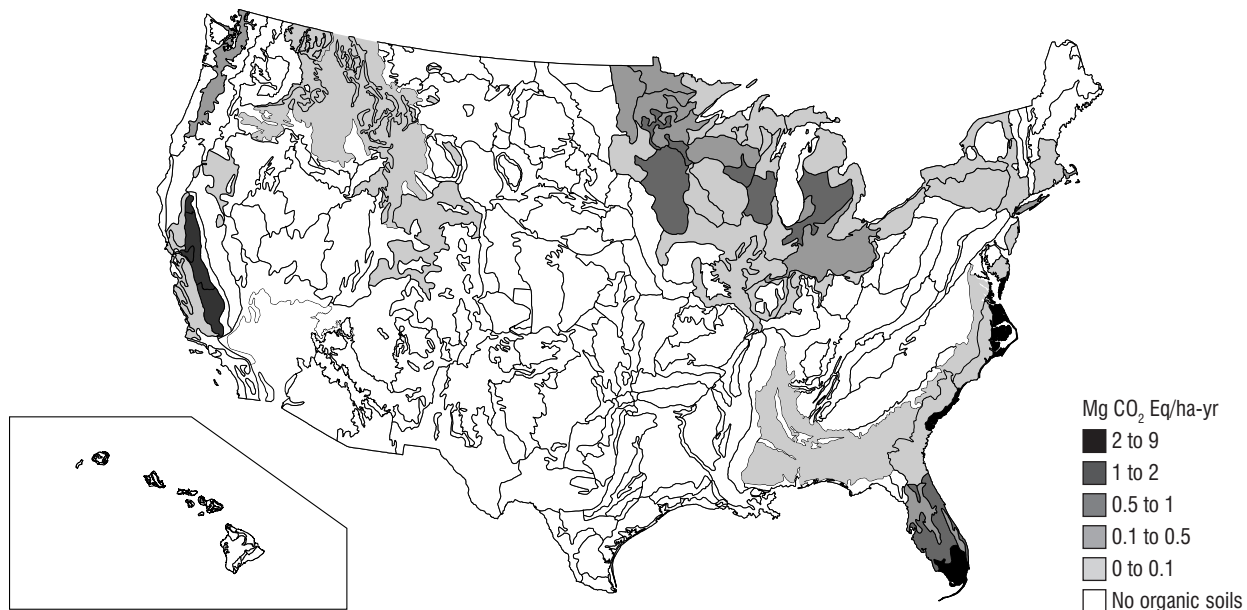 Mg CO₂ Eq/ha-yr
2 to 9
1 to 2
0.5 to 1
0.1 to 0.5
0 to 0.1
No organic soils